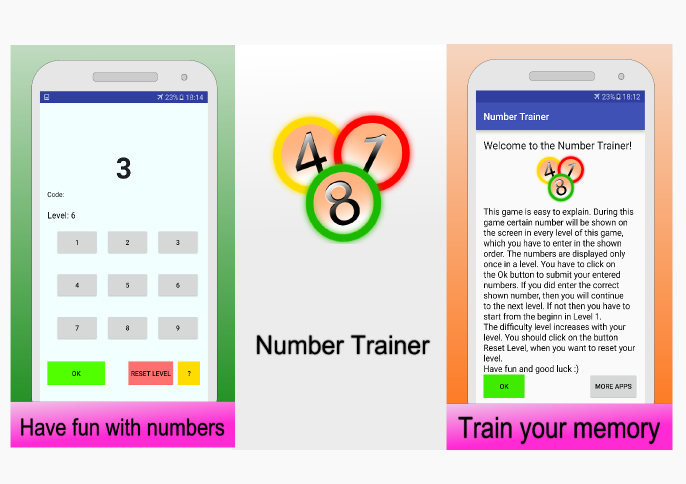 23% 18:14
3
Code:
Level: 6
1 2 3
4 5 6
7 8 9
OK RESET LEVEL ?
Have fun with numbers
4 7
8
Number Trainer
23% 18:12
Number Trainer
Welcome to the Number Trainer!
4 7
8
This game is easy to explain. During this
game certain number will be shown on
the screen in every level of this game,
which you have to enter in the shown
order. The numbers are displayed only
once in a level. You have to click on
the Ok button to submit your entered
numbers. If you did enter the correct
shown number, then you will continue
to the next level. If not then you have to
start from the beginn in Level 1.
The difficulty level increases with your
level. You should click on the button
Reset Level, when you want to reset your
level.
Have fun and good luck :)
OK MORE APPS
Train your memory